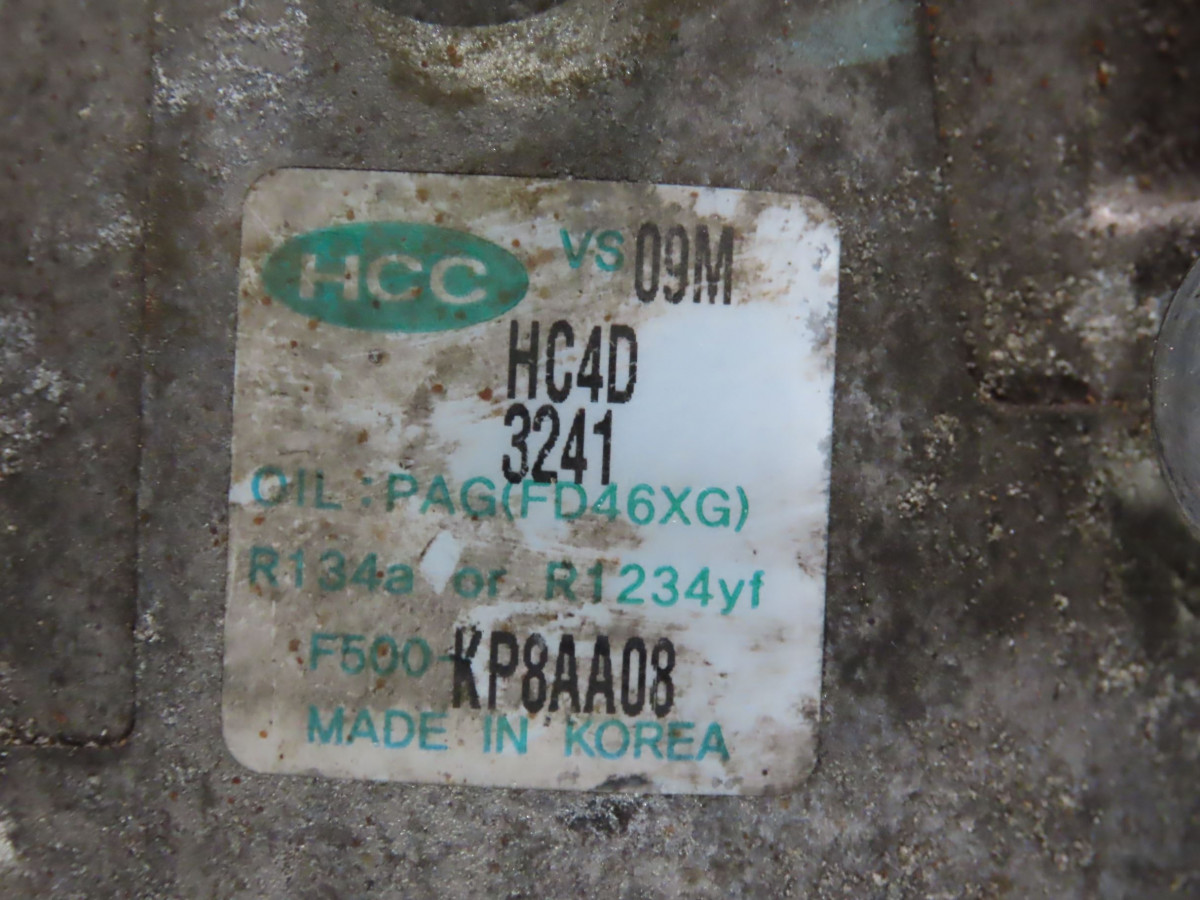 HCC VS 09M
HC4D
3241
OIL : PAG(FD46XG)
R134a or R1234yf
F500-KP8AA08
MADE IN KOREA